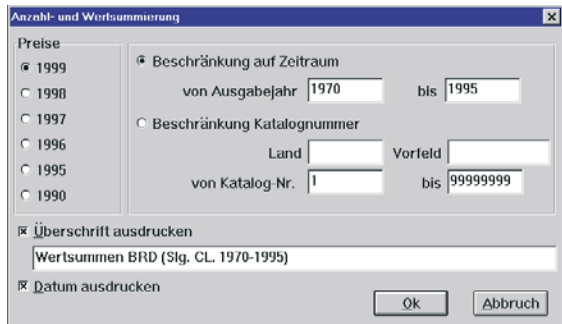 Anzahl- und Wertsummierung
Preise
1999
1998
1997
1996
1995
1990
Beschränkung auf Zeitraum
von Ausgabejahr 1970 bis 1995
Beschränkung Katalognummer
Land Vorfeld
von Katalog-Nr. 1 bis 99999999
Überschrift ausdrucken
Wertsummen BRD (Slg. CL. 1970-1995)
Datum ausdrucken
Ok Abbruch